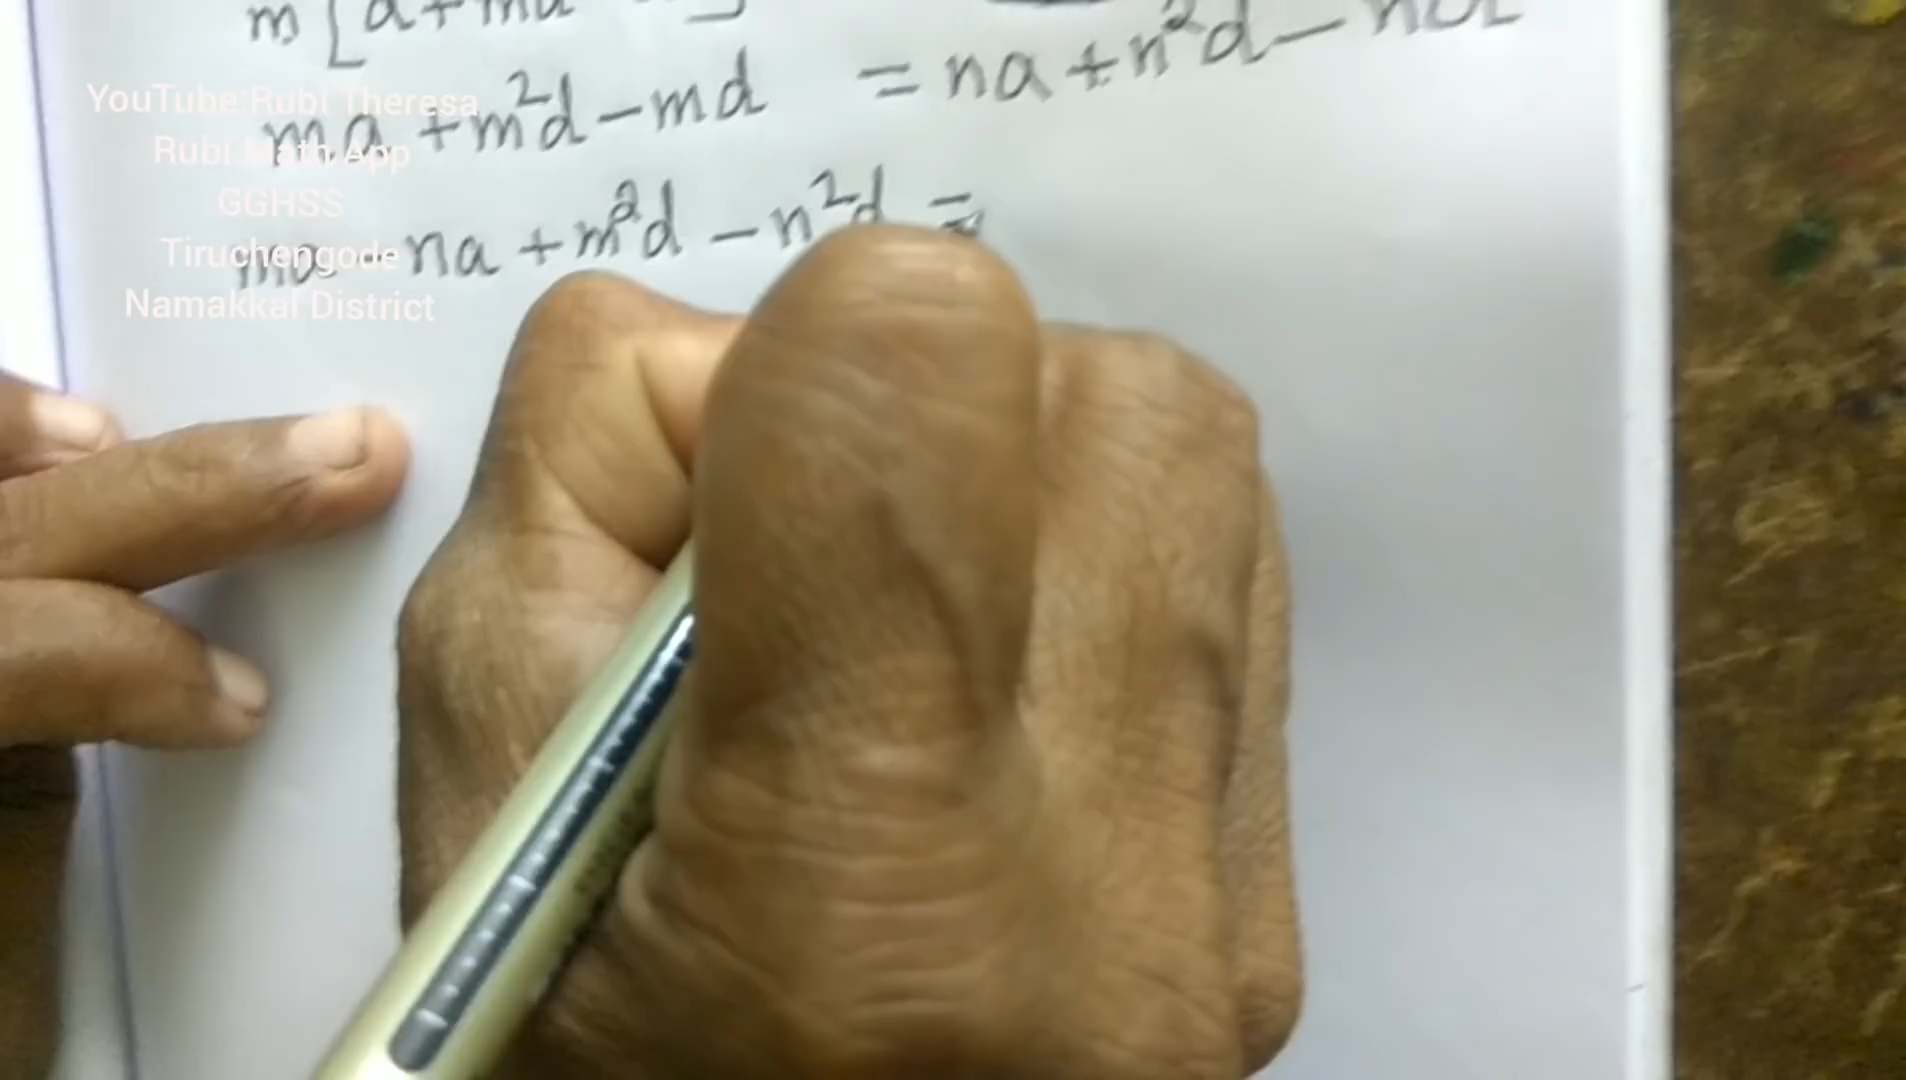 m [a+md
ma + m²d - md = na + n²d - nd
ma - na + m²d - n²d =
YouTube:Rubi Theresa
Rubi Math App
GGHSS
Tiruchengode
Namakkal District